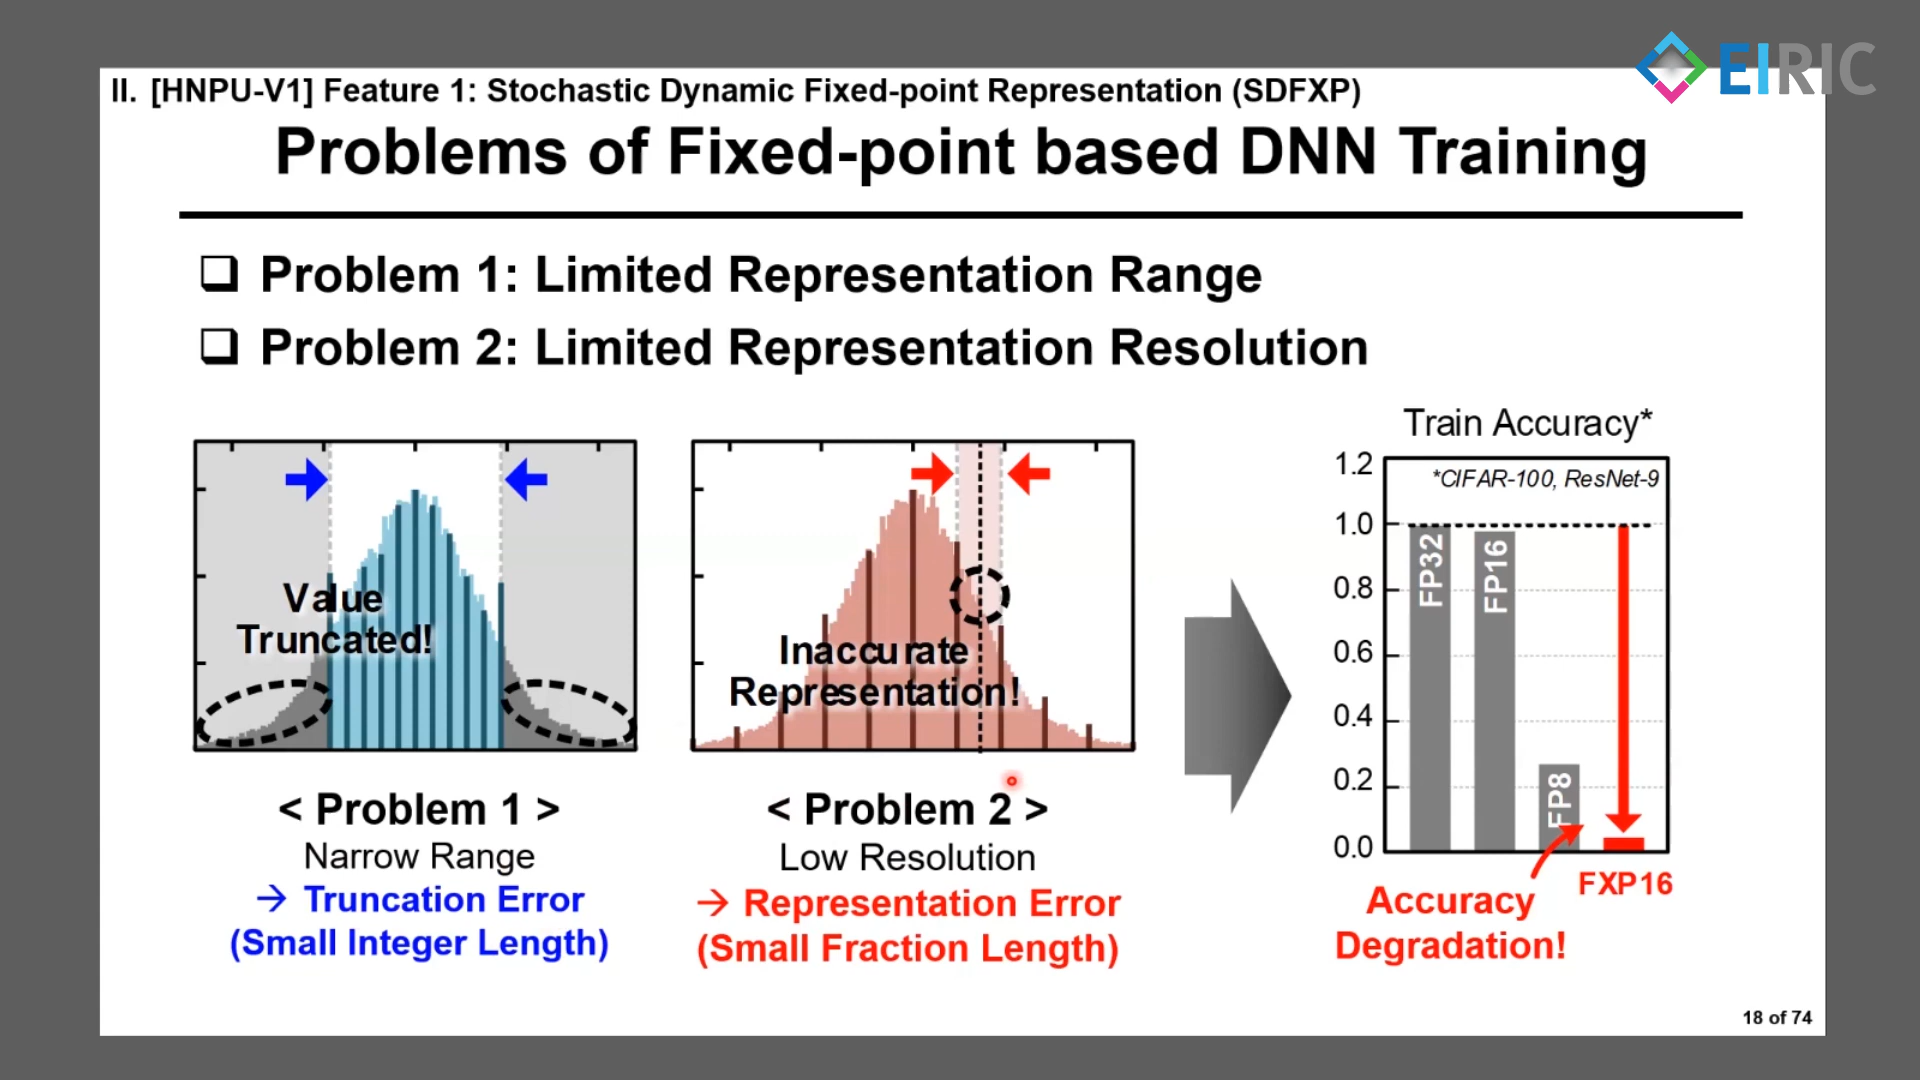 EIRIC
II. [HNPU-V1] Feature 1: Stochastic Dynamic Fixed-point Representation (SDFXP)
Problems of Fixed-point based DNN Training
❑ Problem 1: Limited Representation Range
❑ Problem 2: Limited Representation Resolution
Value
Truncated!
< Problem 1 >
Narrow Range
→ Truncation Error
(Small Integer Length)
Inaccurate
Representation!
< Problem 2 >
Low Resolution
→ Representation Error
(Small Fraction Length)
Train Accuracy*
*CIFAR-100, ResNet-9
1.2
1.0
0.8
0.6
0.4
0.2
0.0
FP32
FP16
FP8
FXP16
Accuracy
Degradation!
18 of 74